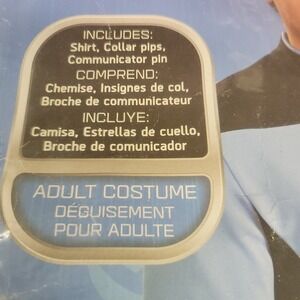 INCLUDES:
Shirt, Collar pips,
Communicator pin
COMPREND:
Chemise, Insignes de col,
Broche de communicateur
INCLUYE:
Camisa, Estrellas de cuello,
Broche de comunicador
ADULT COSTUME
DÉGUISEMENT
POUR ADULTE